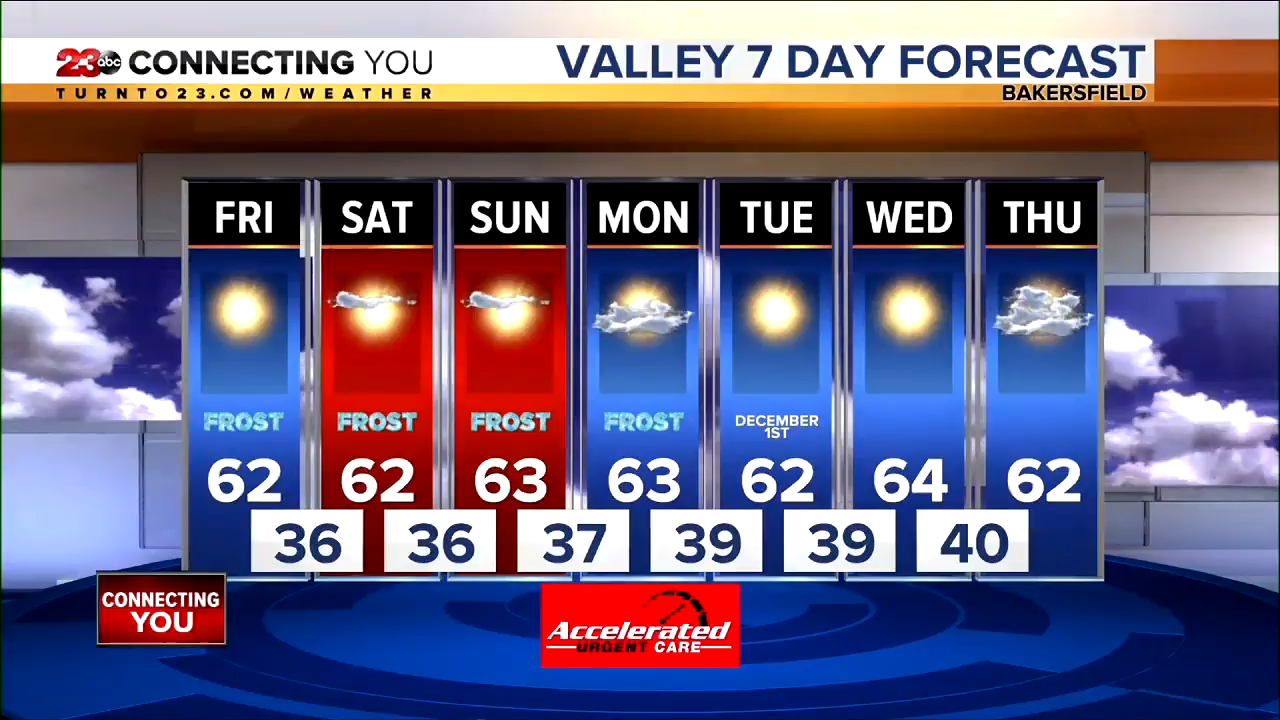 23 abc CONNECTING YOU
TURNTO23.COM/WEATHER
VALLEY 7 DAY FORECAST
BAKERSFIELD
FRI SAT SUN MON TUE WED THU
FROST FROST FROST FROST DECEMBER
1ST
62 62 63 63 62 64 62
36 36 37 39 39 40
CONNECTING
YOU
Accelerated
URGENT CARE